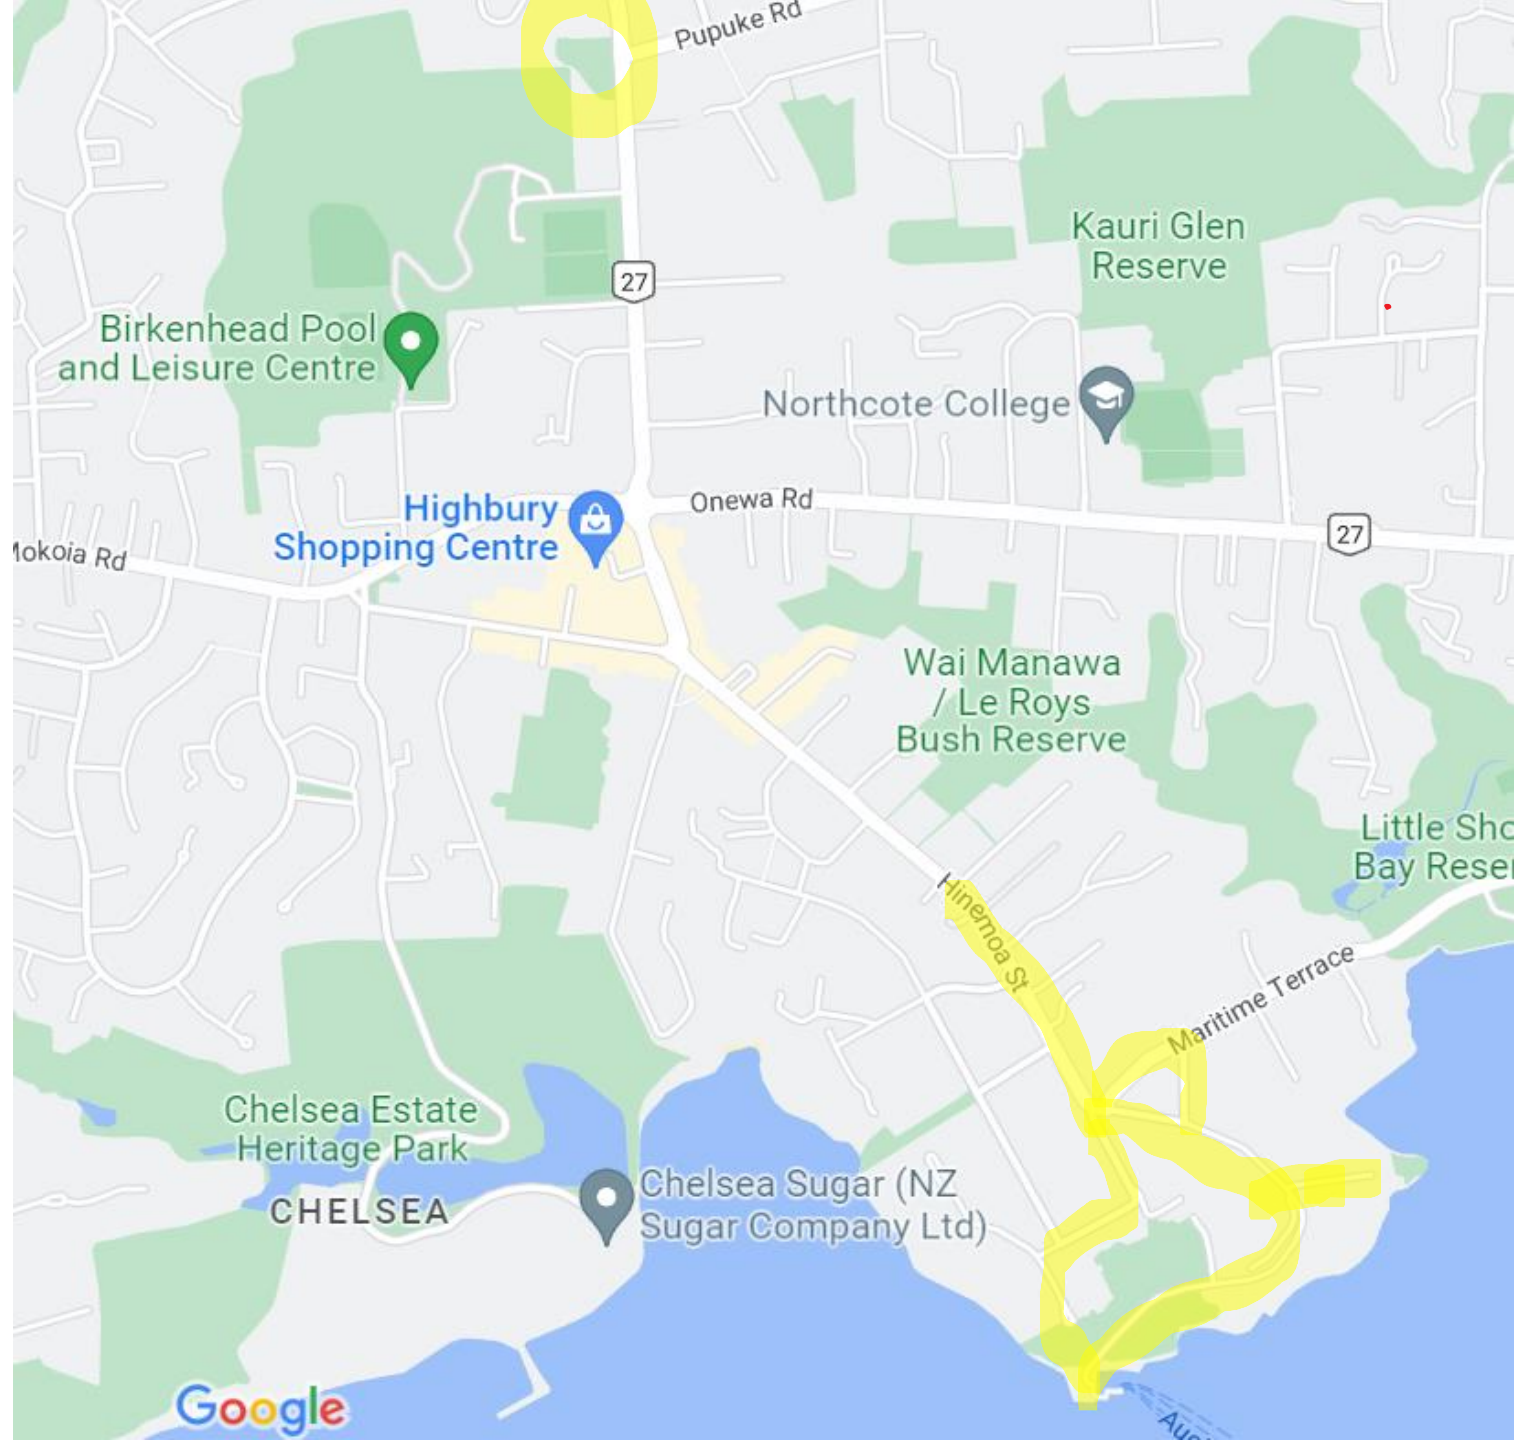 Pupuke Rd
Kauri Glen
Reserve
27
Birkenhead Pool
and Leisure Centre
Northcote College
Highbury
Shopping Centre
Onewa Rd
27
Mokoia Rd
Wai Manawa
/ Le Roys
Bush Reserve
Little Sho
Bay Reser
Hinemoa St
Maritime Terrace
Chelsea Estate
Heritage Park
CHELSEA
Chelsea Sugar (NZ
Sugar Company Ltd)
Google